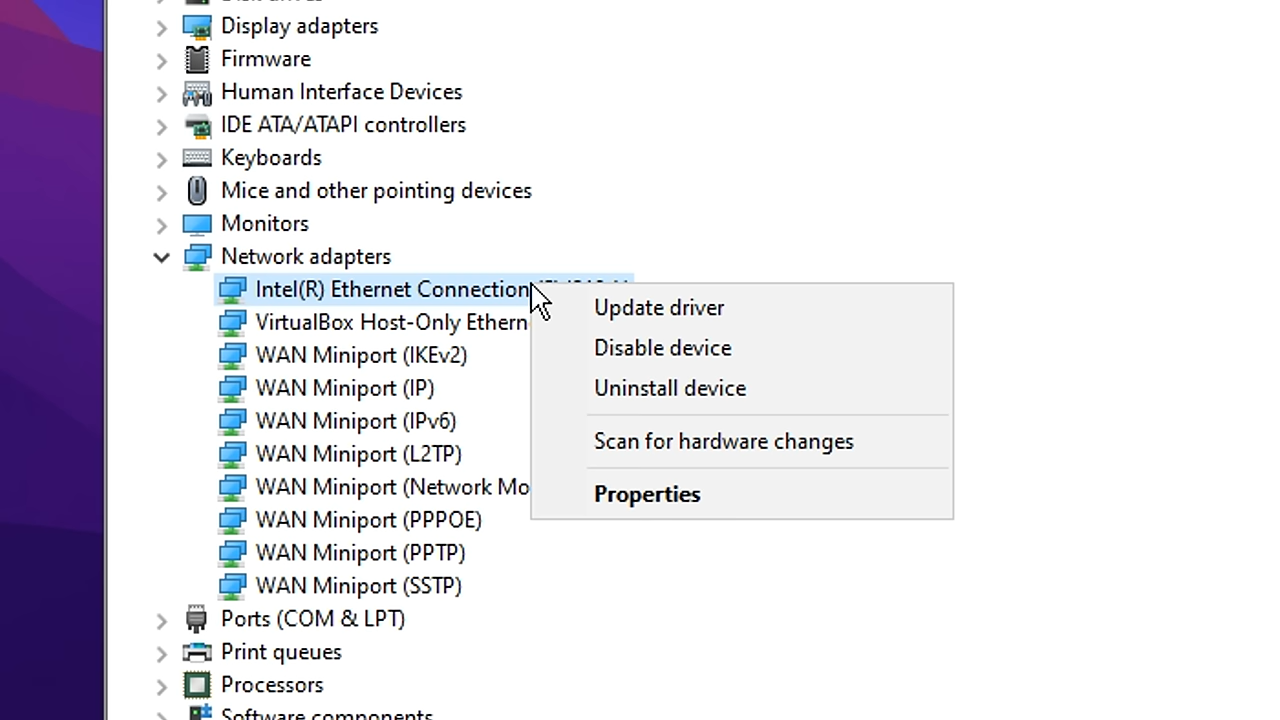 Display adapters
Firmware
Human Interface Devices
IDE ATA/ATAPI controllers
Keyboards
Mice and other pointing devices
Monitors
Network adapters
Intel(R) Ethernet Connection
VirtualBox Host-Only Ethern
WAN Miniport (IKEv2)
WAN Miniport (IP)
WAN Miniport (IPv6)
WAN Miniport (L2TP)
WAN Miniport (Network Mo
WAN Miniport (PPPOE)
WAN Miniport (PPTP)
WAN Miniport (SSTP)
Ports (COM & LPT)
Print queues
Processors
Software components
Update driver
Disable device
Uninstall device
Scan for hardware changes
Properties